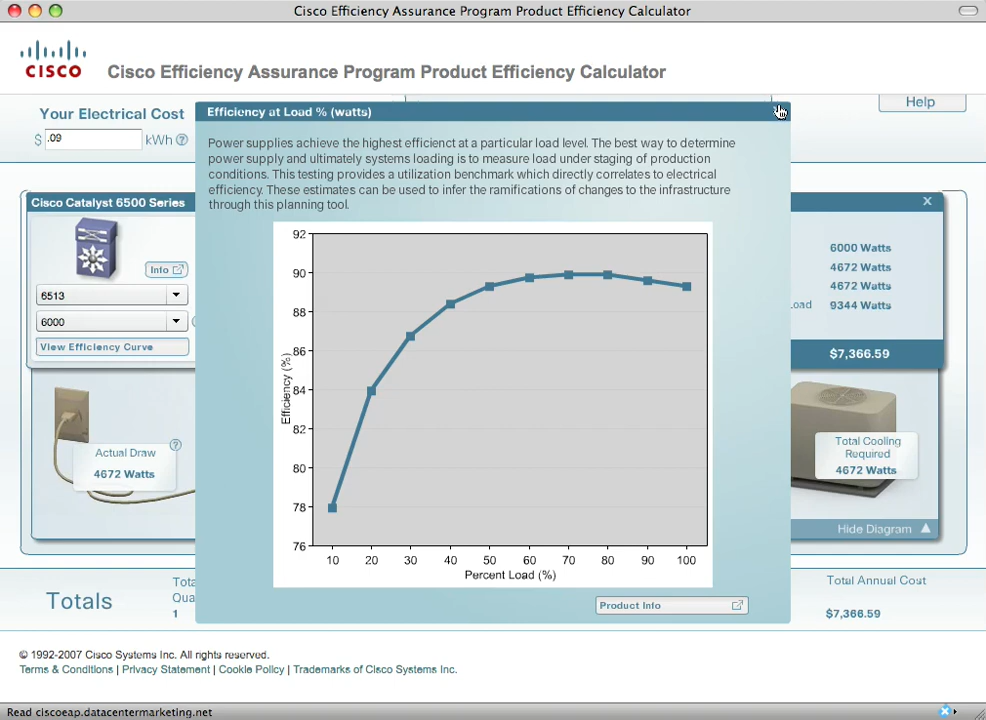 Cisco Efficiency Assurance Program Product Efficiency Calculator
CISCO
Cisco Efficiency Assurance Program Product Efficiency Calculator
Your Electrical Cost
$ .09 kWh ?
Help
Efficiency at Load % (watts)
Power supplies achieve the highest efficienct at a particular load level. The best way to determine
power supply and ultimately systems loading is to measure load under staging of production
conditions. This testing provides a utilization benchmark which directly correlates to electrical
efficiency. These estimates can be used to infer the ramifications of changes to the infrastructure
through this planning tool.
Cisco Catalyst 6500 Series
Info
6513
6000
View Efficiency Curve
Actual Draw ?
4672 Watts
92
90
88
86
84
82
80
78
76
Efficiency (%)
10 20 30 40 50 60 70 80 90 100
Percent Load (%)
Product Info
X
6000 Watts
4672 Watts
4672 Watts
oad 9344 Watts
$7,366.59
Total Cooling
Required
4672 Watts
Hide Diagram
Totals
Tota
Qua
1
Total Annual Cost
$7,366.59
© 1992-2007 Cisco Systems Inc. All rights reserved.
Terms & Conditions | Privacy Statement | Cookie Policy | Trademarks of Cisco Systems Inc.
Read ciscoeap.datacentermarketing.net